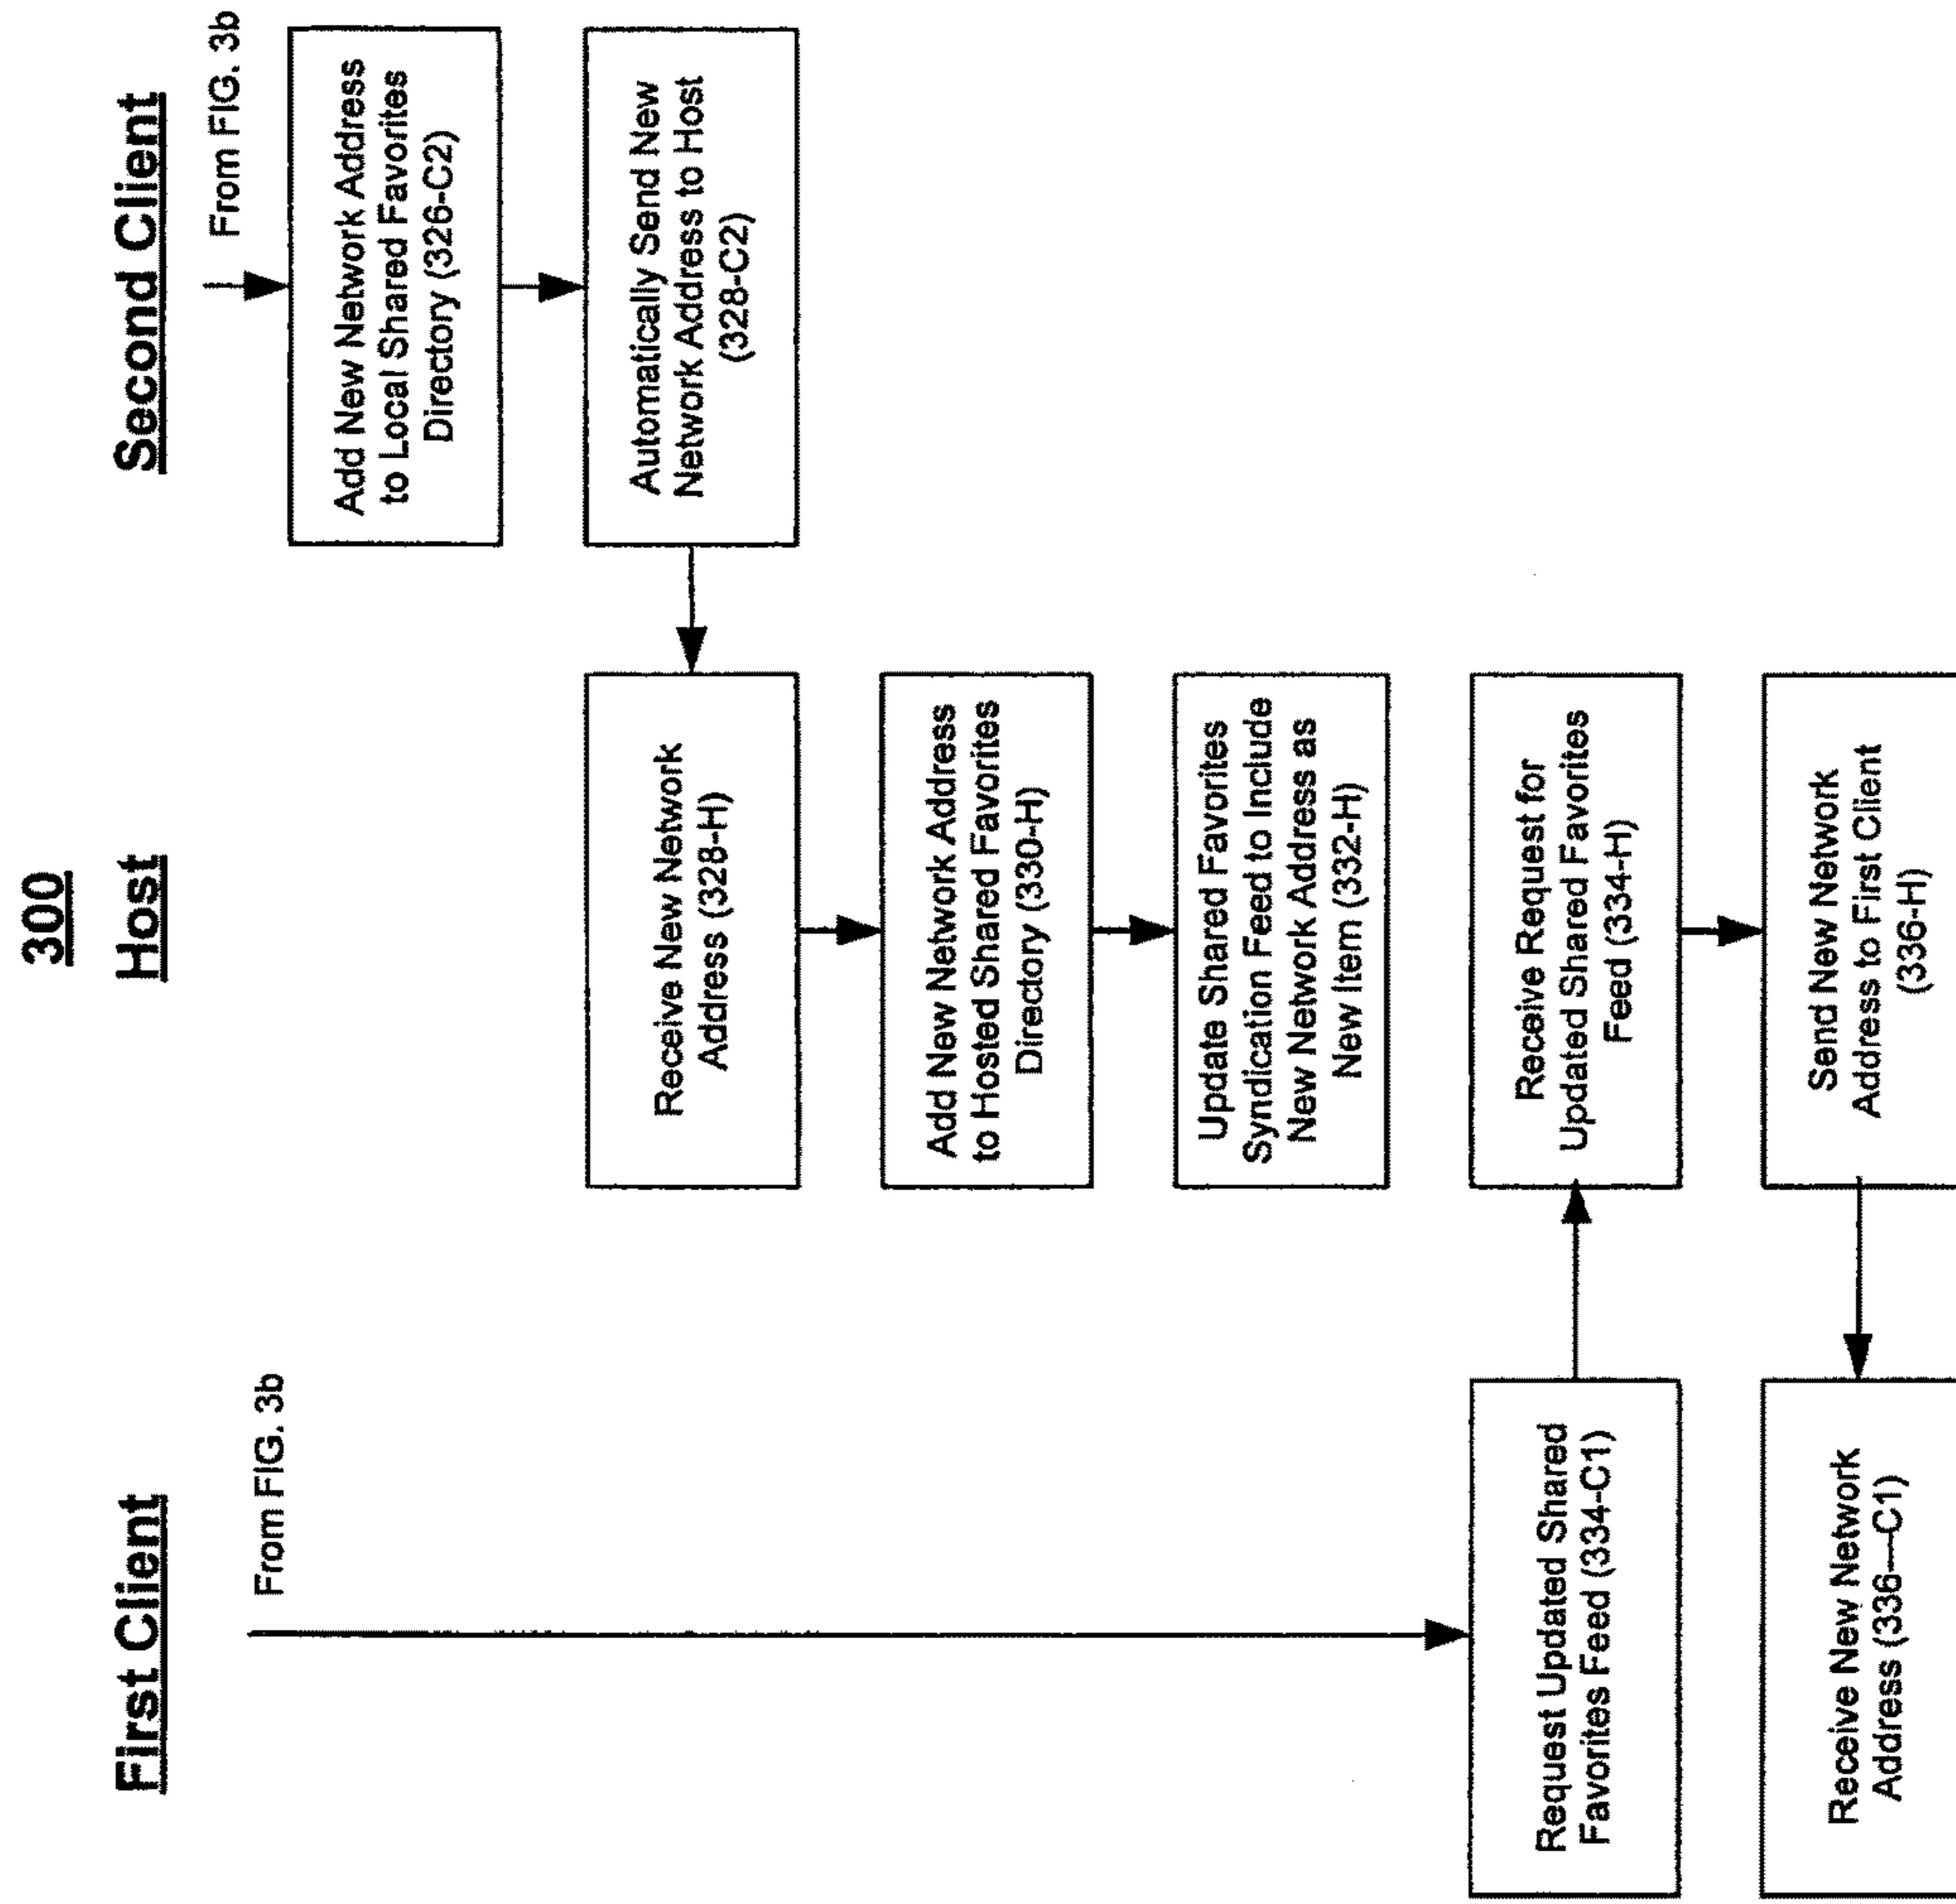 300
First Client
Host
Second Client
From FIG. 3b
From FIG. 3b
Add New Network Address
to Local Shared Favorites
Directory (326-C2)
Automatically Send New
Network Address to Host
(328-C2)
Receive New Network
Address (328-H)
Add New Network Address
to Hosted Shared Favorites
Directory (330-H)
Update Shared Favorites
Syndication Feed to Include
New Network Address as
New Item (332-H)
Request Updated Shared
Favorites Feed (334-C1)
Receive Request for
Updated Shared Favorites
Feed (334-H)
Send New Network
Address to First Client
(336-H)
Receive New Network
Address (336—C1)